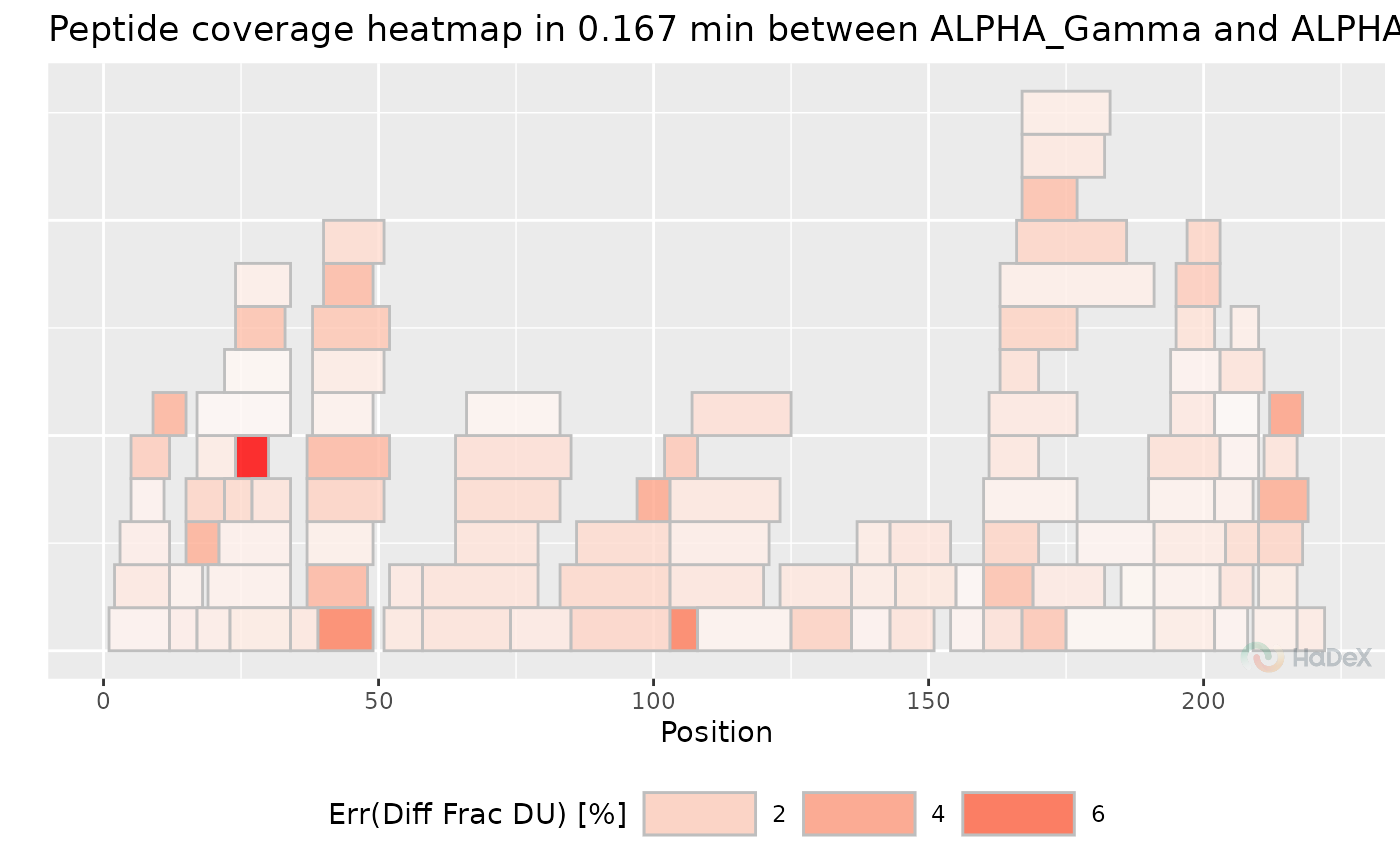 Peptide coverage heatmap in 0.167 min between ALPHA_Gamma and ALPHA
HaDeX
0 50 100 150 200
Position
Err(Diff Frac DU) [%] 2 4 6